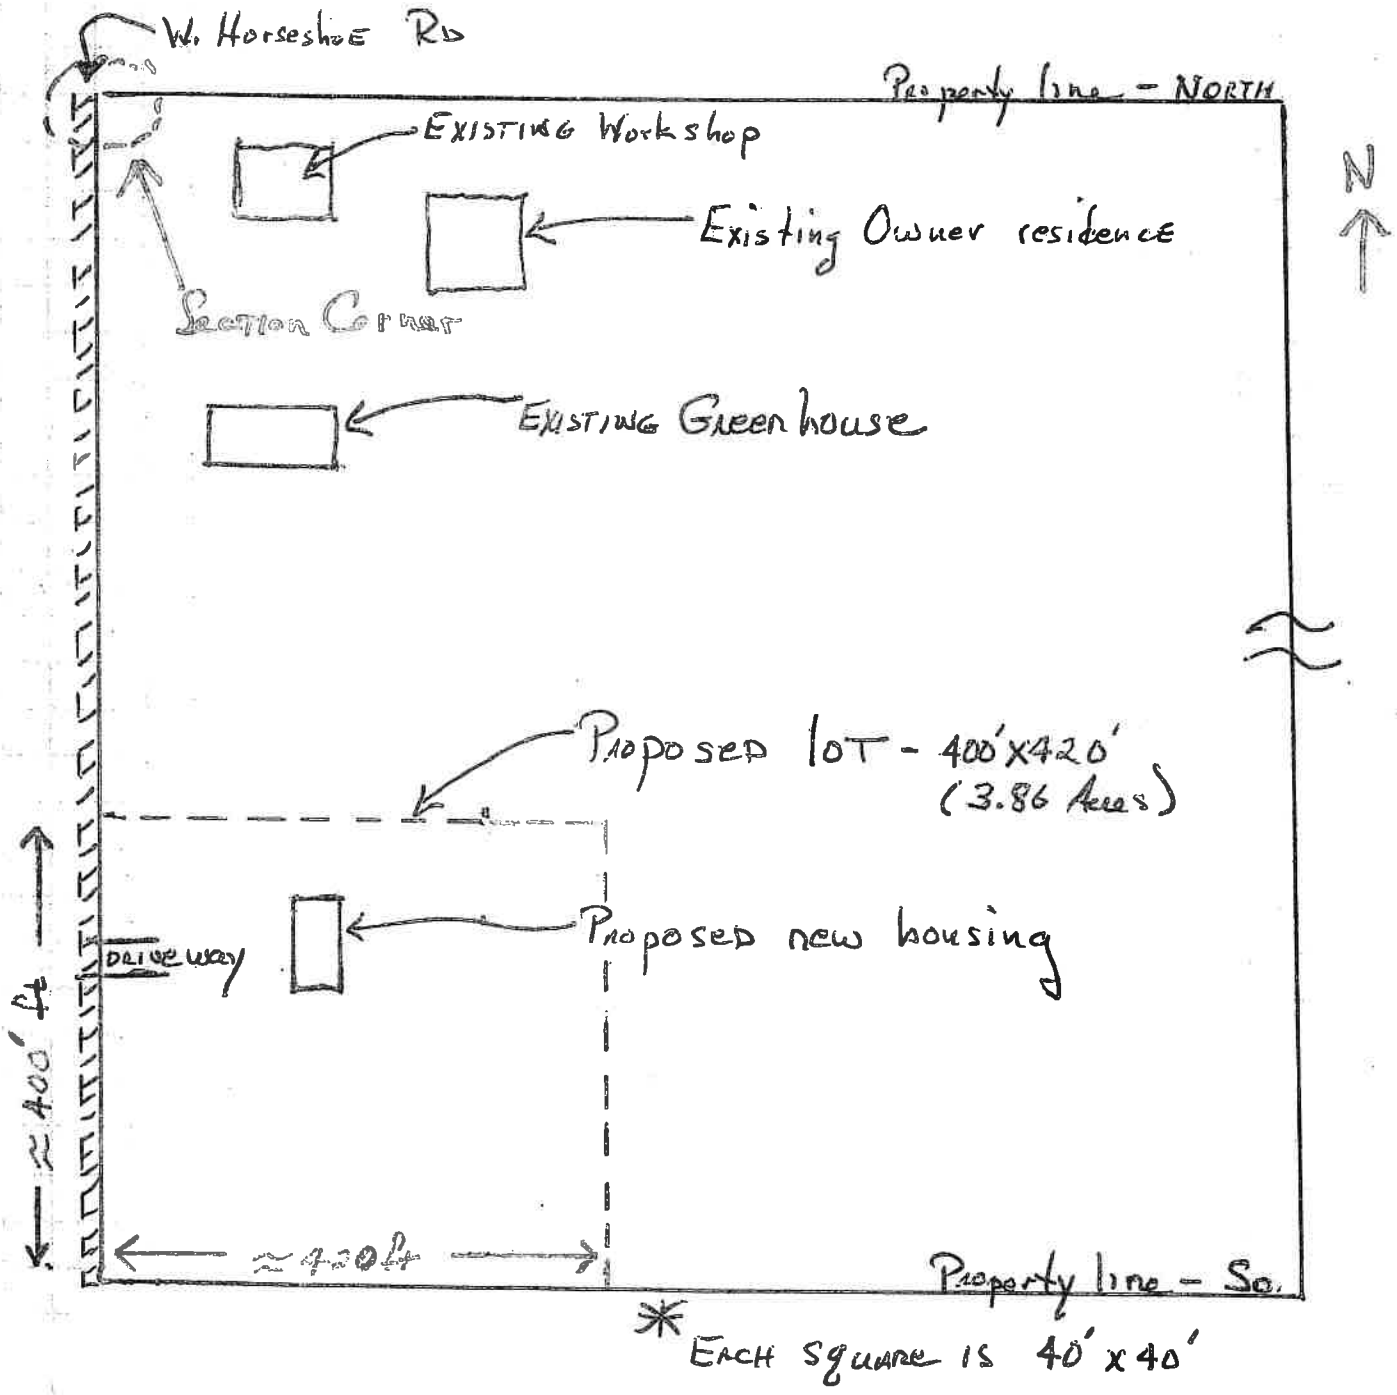 W. Horseshoe Rd
Property line - NORTH
EXISTING Workshop
N
Existing Owner residence
Section Corner
EXISTING Greenhouse
Proposed lot - 400'x420'
(3.86 Acres)
Proposed new housing
DRIVEWAY
≈ 400' ft
≈ 420 ft
Property line - So.
* EACH SQUARE IS 40' x 40'